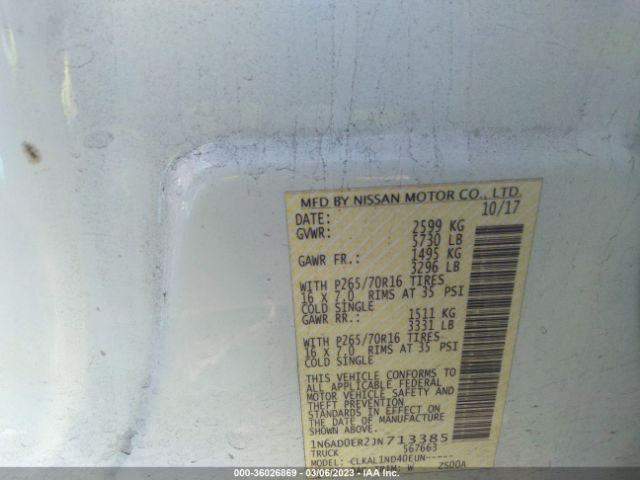 MFD BY NISSAN MOTOR CO., LTD.
DATE: 10/17
GVWR: 2599 KG
5730 LB
GAWR FR.: 1495 KG
3296 LB
WITH P265/70R16 TIRES
16 X 7.0 RIMS AT 35 PSI
COLD SINGLE
GAWR RR.: 1511 KG
3331 LB
WITH P265/70R16 TIRES
16 X 7.0 RIMS AT 35 PSI
COLD SINGLE
THIS VEHICLE CONFORMS TO
ALL APPLICABLE FEDERAL
MOTOR VEHICLE SAFETY AND
THEFT PREVENTION
STANDARDS IN EFFECT ON
THE DATE OF MANUFACTURE
SHOWN ABOVE.
1N6AD0ER2JN713385
TRUCK 567663
MODEL: CLKAL1ND40EUN-----
W ZS00A
000-36026869 - 03/06/2023 - IAA Inc.